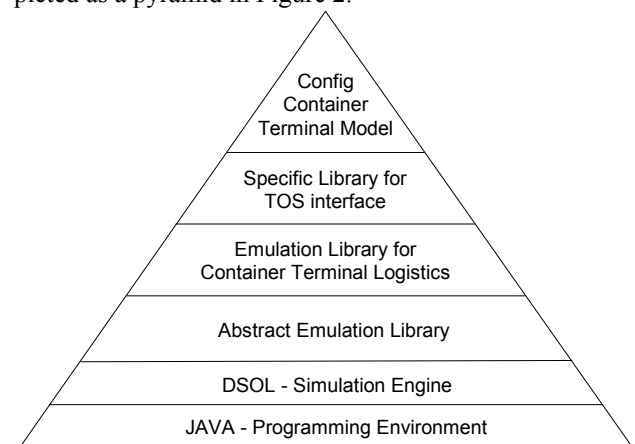 picted as a pyramid in Figure 2.
Config
Container
Terminal Model
Specific Library for
TOS interface
Emulation Library for
Container Terminal Logistics
Abstract Emulation Library
DSOL - Simulation Engine
JAVA - Programming Environment